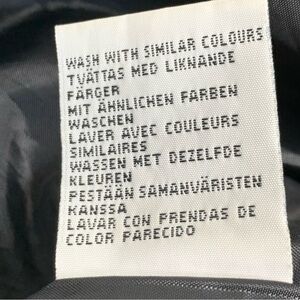 WASH WITH SIMILAR COLOURS
TVÄTTAS MED LIKNANDE
FÄRGER
MIT ÄHNLICHEN FARBEN
WASCHEN
LAVER AVEC COULEURS
SIMILAIRES
WASSEN MET DEZELFDE
KLEUREN
PESTÄÄN SAMANVÄRISTEN
KANSSA
LAVAR CON PRENDAS DE
COLOR PARECIDO